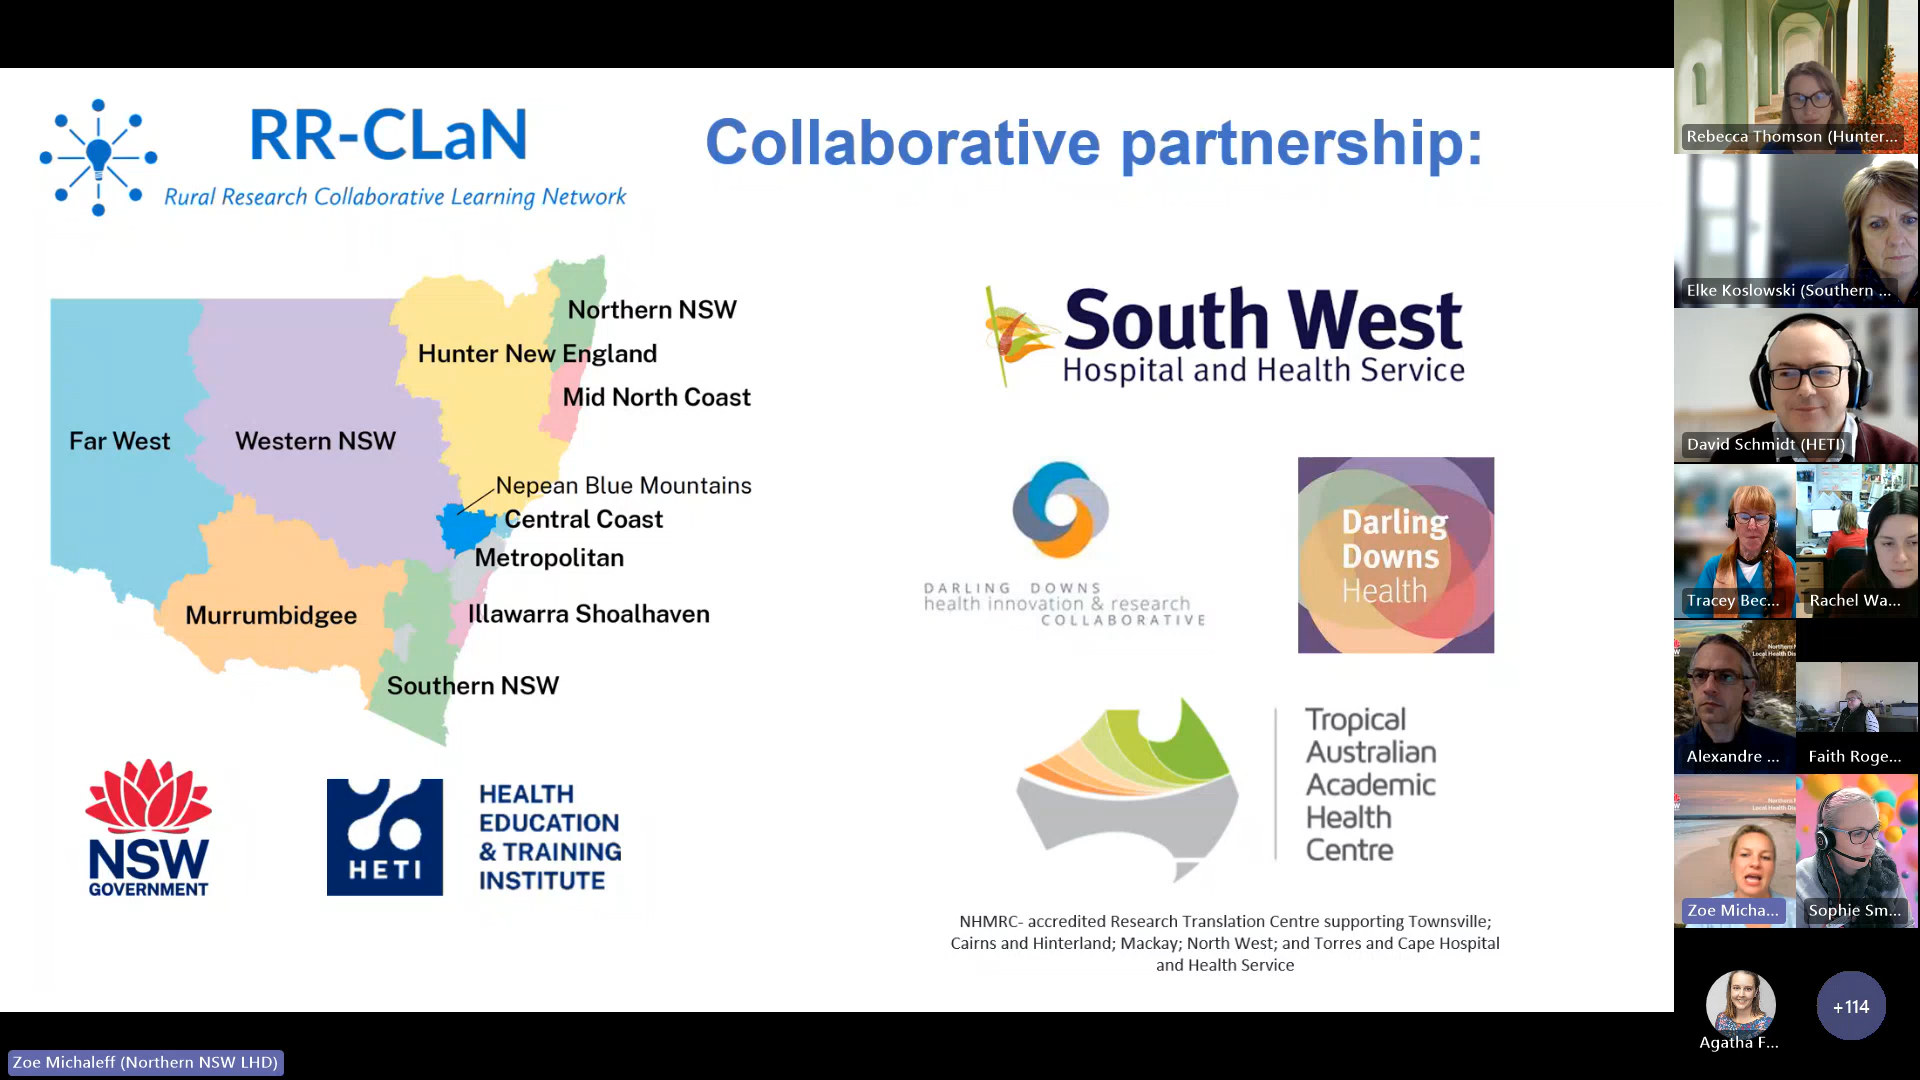 RR-CLaN
Rural Research Collaborative Learning Network
Collaborative partnership:
Northern NSW
Hunter New England
Mid North Coast
Far West
Western NSW
Nepean Blue Mountains
Central Coast
Metropolitan
Murrumbidgee
Illawarra Shoalhaven
Southern NSW
NSW
GOVERNMENT
HETI
HEALTH
EDUCATION
& TRAINING
INSTITUTE
South West
Hospital and Health Service
DARLING DOWNS
health innovation & research
COLLABORATIVE
Darling
Downs
Health
Tropical
Australian
Academic
Health
Centre
NHMRC- accredited Research Translation Centre supporting Townsville;
Cairns and Hinterland; Mackay; North West; and Torres and Cape Hospital
and Health Service
Zoe Michaleff (Northern NSW LHD)
Rebecca Thomson (Hunter...
Elke Koslowski (Southern ...
David Schmidt (HETI)
Tracey Bec...
Rachel Wa...
Alexandre ...
Faith Roge...
Zoe Micha...
Sophie Sm...
Agatha F...
+114